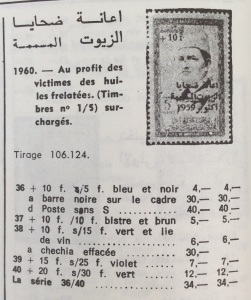 اعانة ضحايا
الزيوت المسممة
1960. — Au profit des
victimes des hui-
les frelatées. (Tim-
bres nº 1/5) sur-
chargés.
+10f
Tirage 106.124.
36 + 10 f. s/5 f. bleu et noir 4,— 4,—
a barre noire sur le cadre 30,— 30,—
d Poste sans S 40,— 40,—
37 + 10 f. /10 f. bistre et brun 5,— 5,—
38 + 10 f. s/15 f. vert et lie
de vin 6,— 6,—
a chechia effacée 30,—
39 + 15 f. s/25 f. violet 7,— 7,—
40 + 20 f. s/30 f. vert 12,— 12,—
La série 36/40 34,— 34,—